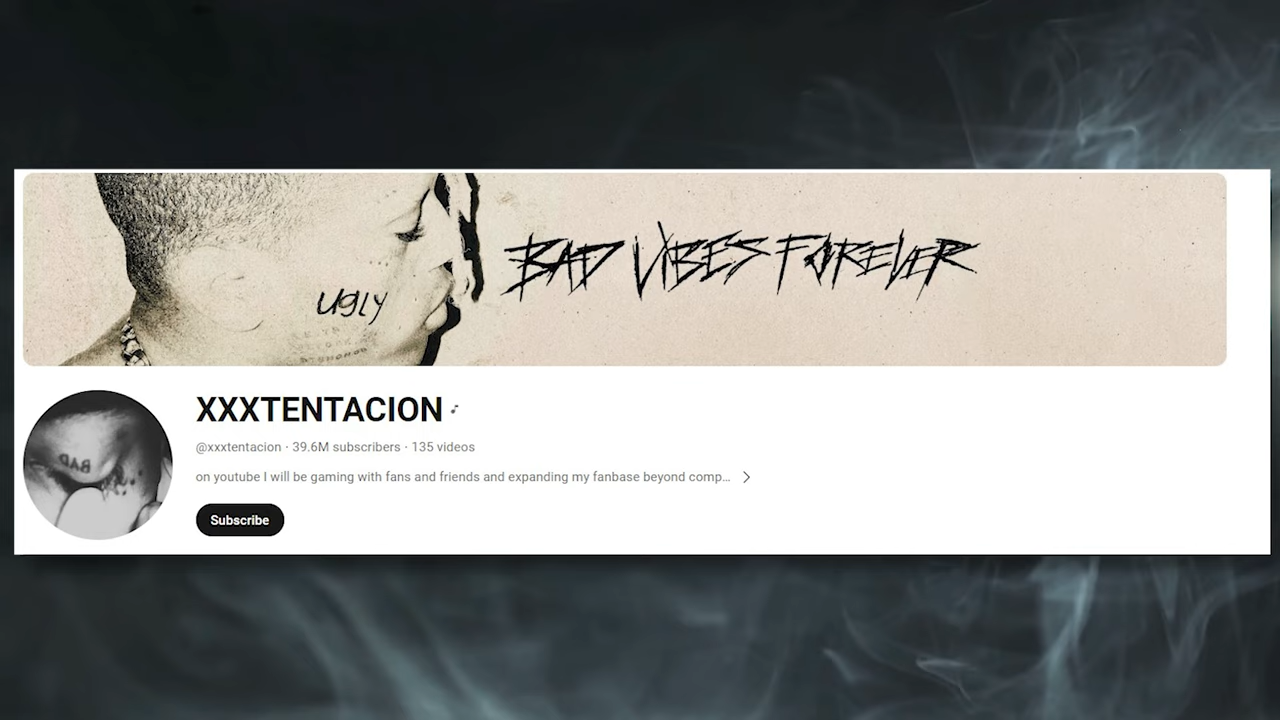 BAD VIBES FOREVER
UGLY
XXXTENTACION
@xxxtentacion · 39.6M subscribers · 135 videos
on youtube I will be gaming with fans and friends and expanding my fanbase beyond comp...
BAD
Subscribe